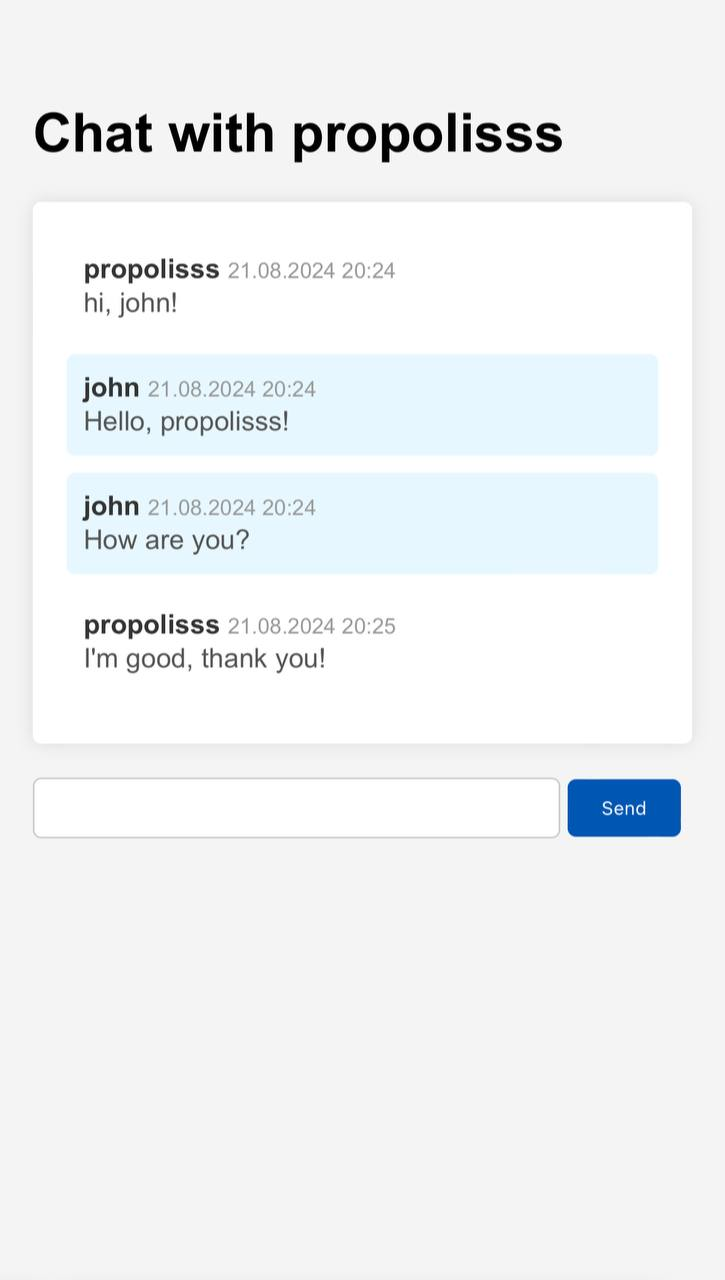 Chat with propolisss
propolisss 21.08.2024 20:24
hi, john!
john 21.08.2024 20:24
Hello, propolisss!
john 21.08.2024 20:24
How are you?
propolisss 21.08.2024 20:25
I'm good, thank you!
Send